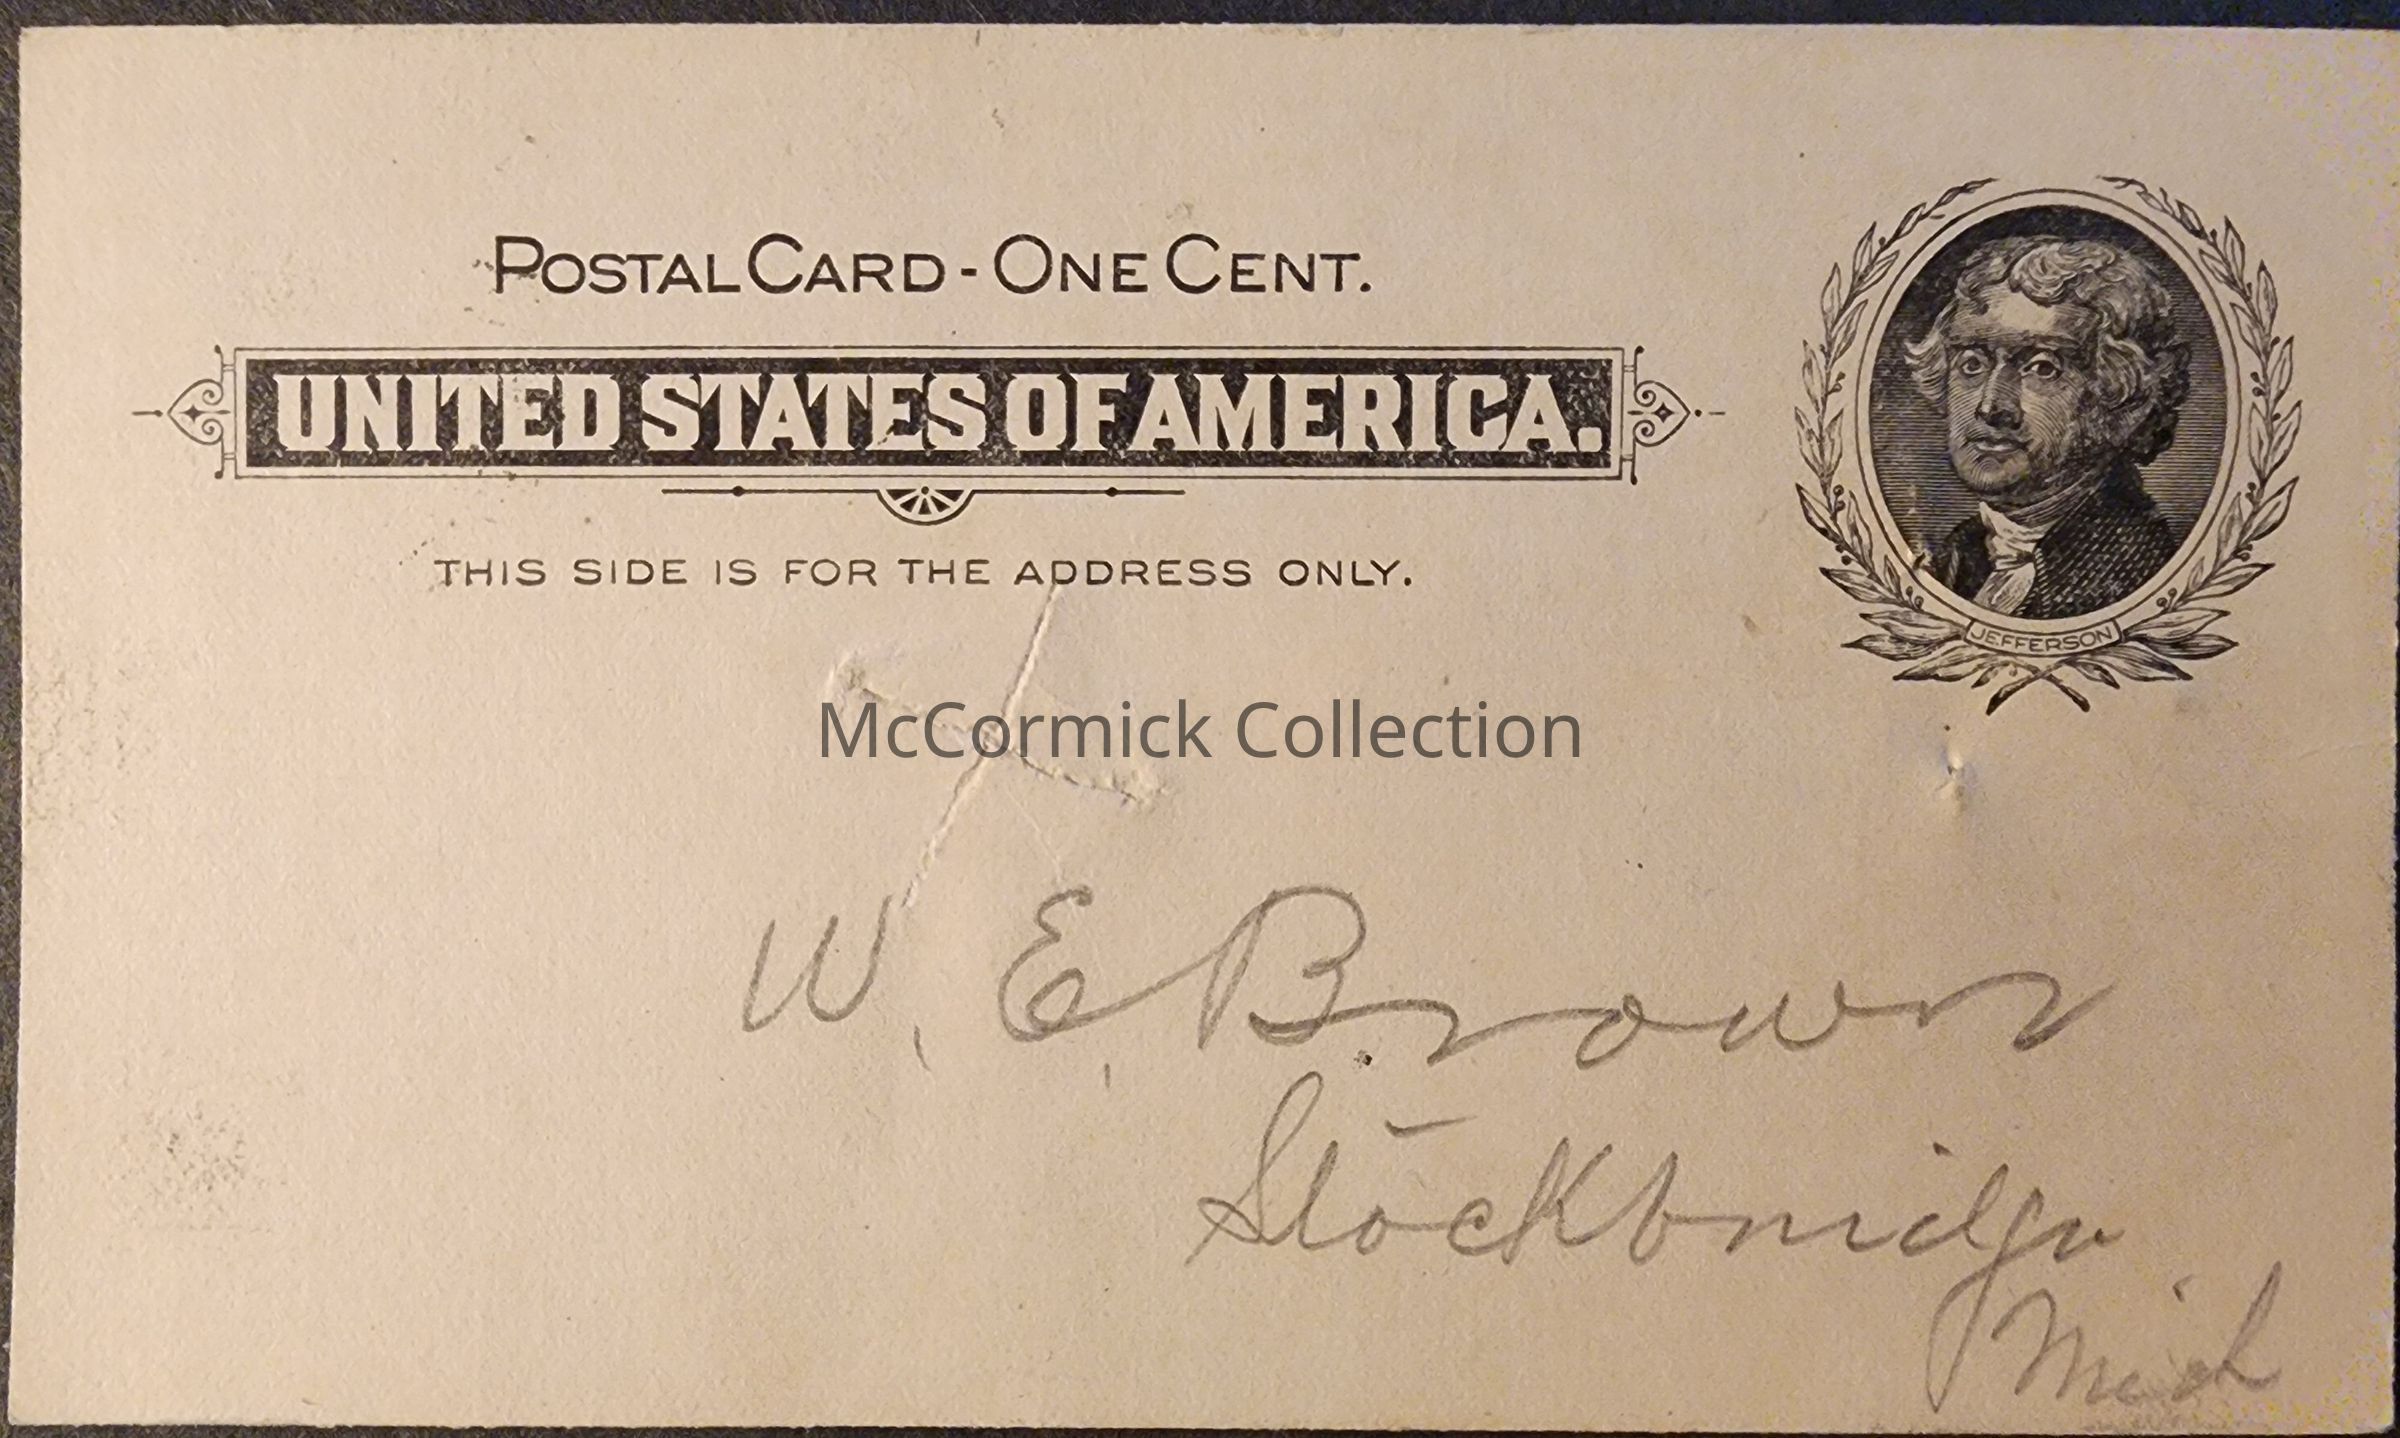 POSTAL CARD - ONE CENT.
UNITED STATES OF AMERICA.
THIS SIDE IS FOR THE ADDRESS ONLY.
JEFFERSON
McCormick Collection
W. E. Brown
Stockbridge
Mich